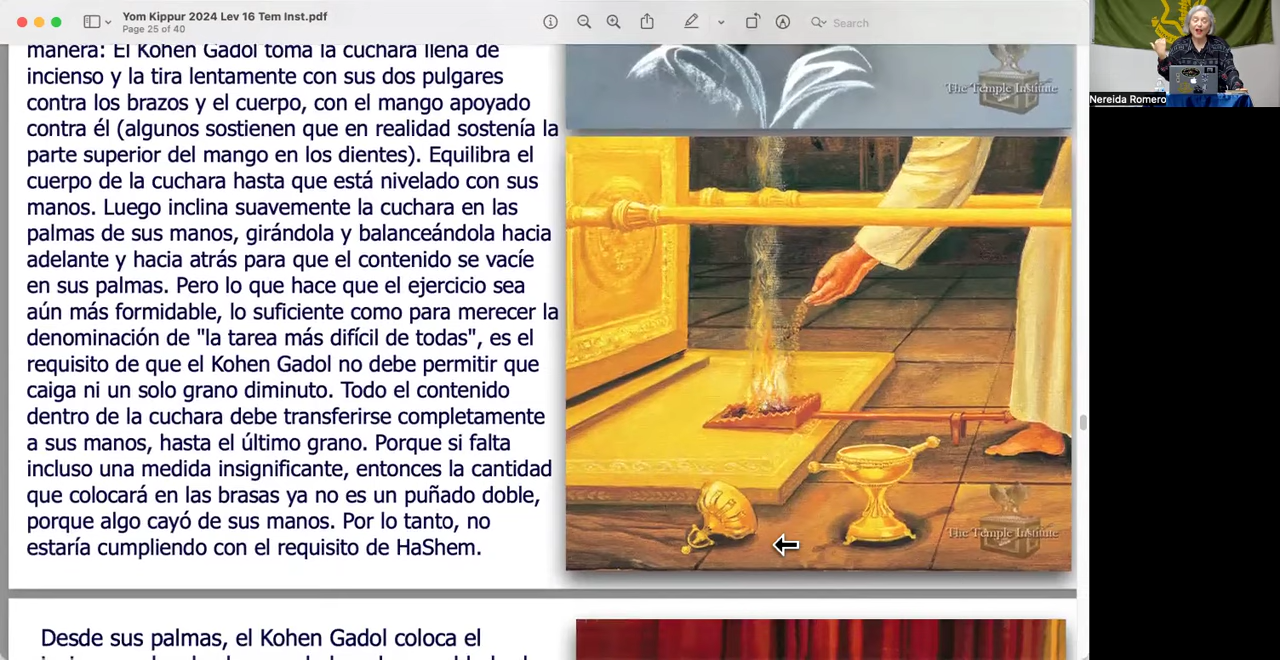 Yom Kippur 2024 Lev 16 Tem Inst.pdf
Page 25 of 40
Search
manera: El Kohen Gadol toma la cuchara llena de
incienso y la tira lentamente con sus dos pulgares
contra los brazos y el cuerpo, con el mango apoyado
contra él (algunos sostienen que en realidad sostenía la
parte superior del mango en los dientes). Equilibra el
cuerpo de la cuchara hasta que está nivelado con sus
manos. Luego inclina suavemente la cuchara en las
palmas de sus manos, girándola y balanceándola hacia
adelante y hacia atrás para que el contenido se vacíe
en sus palmas. Pero lo que hace que el ejercicio sea
aún más formidable, lo suficiente como para merecer la
denominación de "la tarea más difícil de todas", es el
requisito de que el Kohen Gadol no debe permitir que
caiga ni un solo grano diminuto. Todo el contenido
dentro de la cuchara debe transferirse completamente
a sus manos, hasta el último grano. Porque si falta
incluso una medida insignificante, entonces la cantidad
que colocará en las brasas ya no es un puñado doble,
porque algo cayó de sus manos. Por lo tanto, no
estaría cumpliendo con el requisito de HaShem.
Desde sus palmas, el Kohen Gadol coloca el
The Temple Institute
The Temple Institute
Nereida Romero